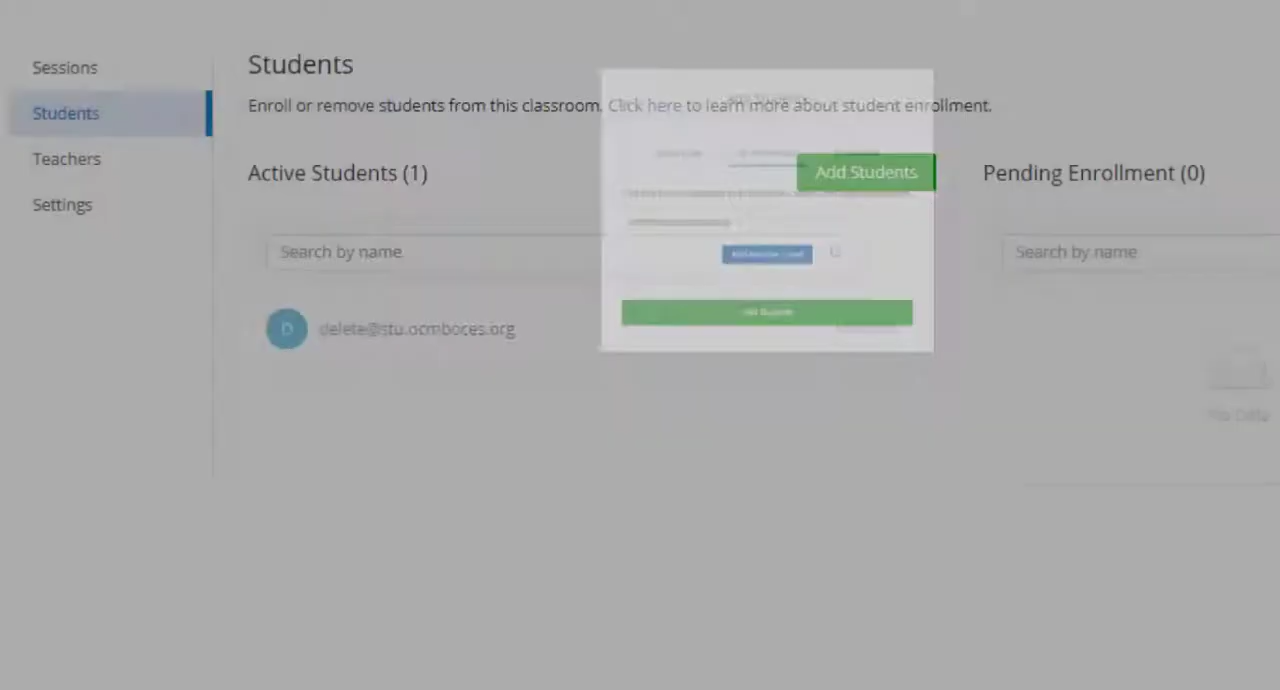 Sessions
Students
Teachers
Settings
Students
Enroll or remove students from this classroom. Click here to learn more about student enrollment.
Active Students (1)
Add Students
Search by name
D
delete@stu.ocmboces.org
Pending Enrollment (0)
Search by name
No Data